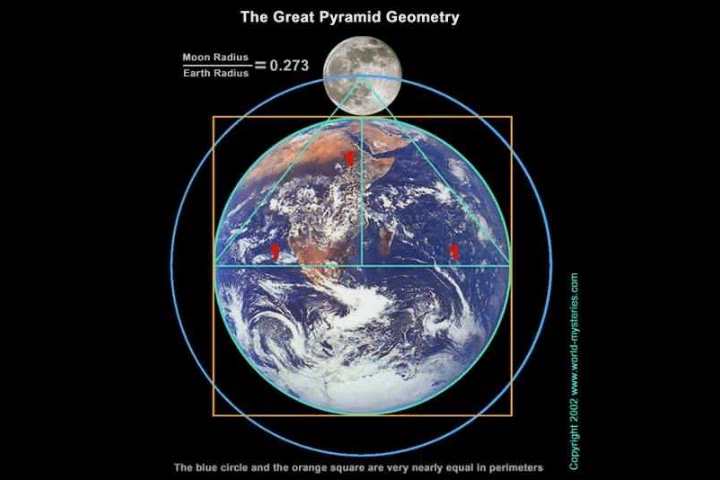 The Great Pyramid Geometry
Moon Radius
Earth Radius
= 0.273
Copyright 2002 www.world-mysteries.com
The blue circle and the orange square are very nearly equal in perimeters